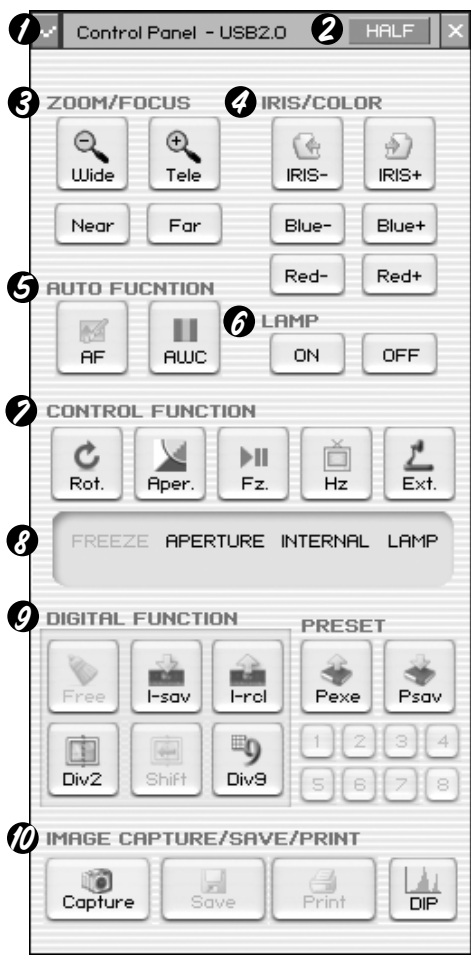 1 Control Panel - USB2.0 2 HALF
3 ZOOM/FOCUS 4 IRIS/COLOR
Wide Tele IRIS- IRIS+
Near Far Blue- Blue+
Red- Red+
5 AUTO FUCNTION
6 LAMP
AF AWC ON OFF
7 CONTROL FUNCTION
Rot. Aper. Fz. Hz Ext.
8 FREEZE APERTURE INTERNAL LAMP
9 DIGITAL FUNCTION PRESET
Free I-sav I-rcl Pexe Psav
1 2 3 4
9
Div2 Shift Div9 5 6 7 8
10 IMAGE CAPTURE/SAVE/PRINT
Capture Save Print DIP